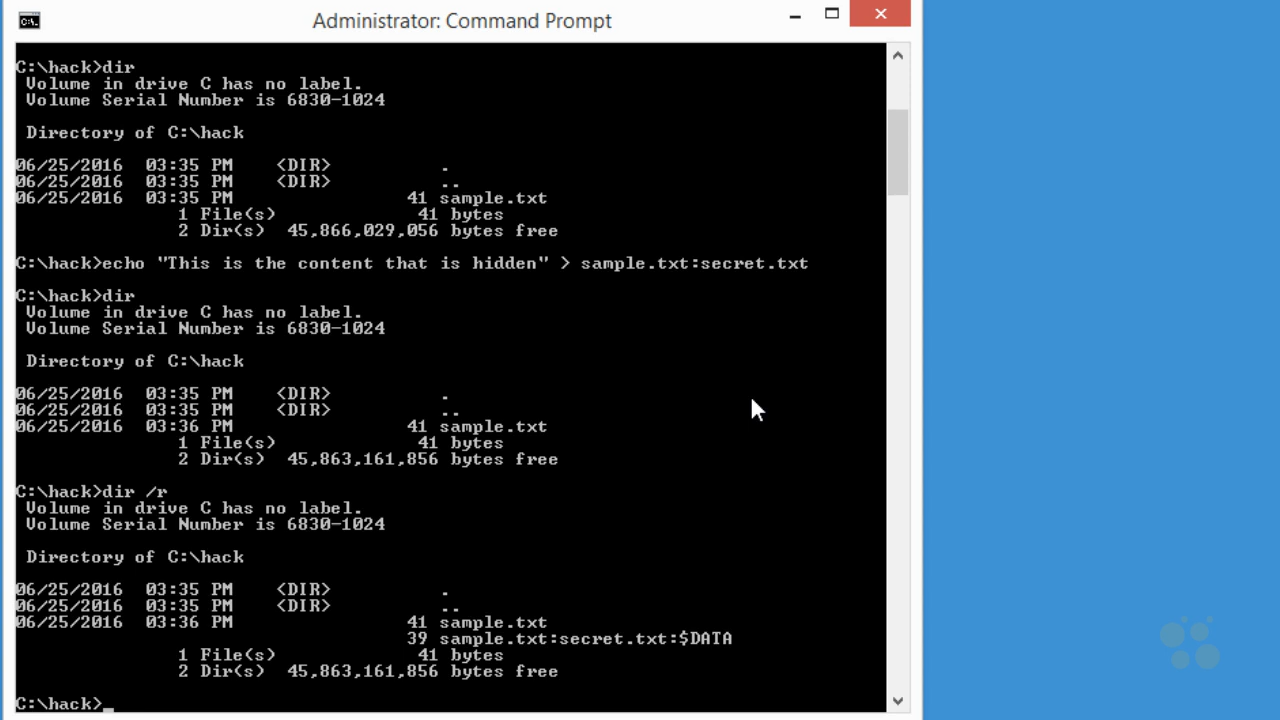 Administrator: Command Prompt
C:\hack>dir
Volume in drive C has no label.
Volume Serial Number is 6830-1024
Directory of C:\hack
06/25/2016 03:35 PM <DIR> .
06/25/2016 03:35 PM <DIR> ..
06/25/2016 03:35 PM 41 sample.txt
1 File(s) 41 bytes
2 Dir(s) 45,866,029,056 bytes free
C:\hack>echo "This is the content that is hidden" > sample.txt:secret.txt
C:\hack>dir
Volume in drive C has no label.
Volume Serial Number is 6830-1024
Directory of C:\hack
06/25/2016 03:35 PM <DIR> .
06/25/2016 03:35 PM <DIR> ..
06/25/2016 03:36 PM 41 sample.txt
1 File(s) 41 bytes
2 Dir(s) 45,863,161,856 bytes free
C:\hack>dir /r
Volume in drive C has no label.
Volume Serial Number is 6830-1024
Directory of C:\hack
06/25/2016 03:35 PM <DIR> .
06/25/2016 03:35 PM <DIR> ..
06/25/2016 03:36 PM 41 sample.txt
39 sample.txt:secret.txt:$DATA
1 File(s) 41 bytes
2 Dir(s) 45,863,161,856 bytes free
C:\hack>_